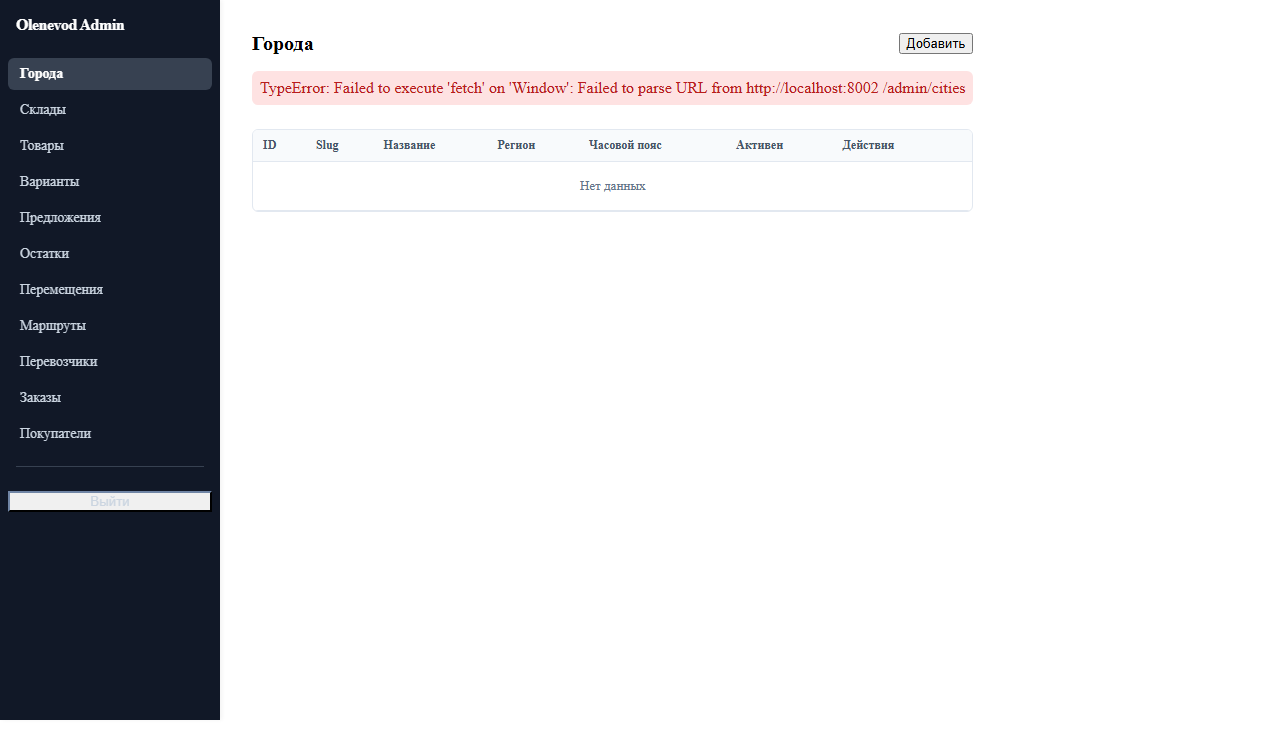 Olenevod Admin
Города
Склады
Товары
Варианты
Предложения
Остатки
Перемещения
Маршруты
Перевозчики
Заказы
Покупатели
Выйти
Города
Добавить
TypeError: Failed to execute 'fetch' on 'Window': Failed to parse URL from http://localhost:8002 /admin/cities
ID Slug Название Регион Часовой пояс Активен Действия
Нет данных